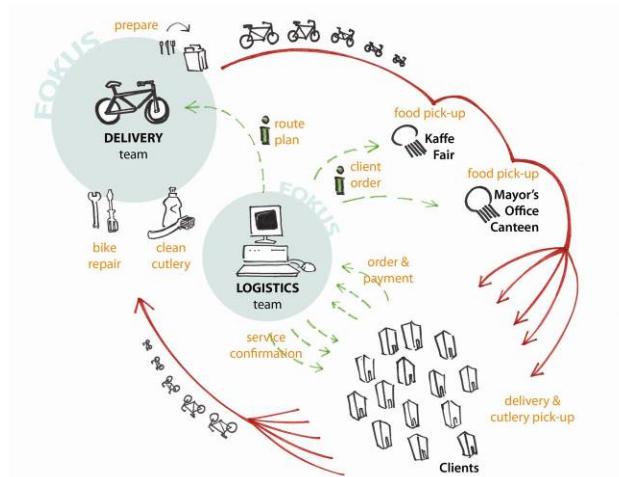 prepare
FOKUS
DELIVERY
team
route
plan
food pick-up
Kaffe
Fair
client
order
food pick-up
Mayor's
Office
Canteen
FOKUS
bike
repair
clean
cutlery
LOGISTICS
team
order &
payment
service
confirmation
delivery &
cutlery pick-up
Clients